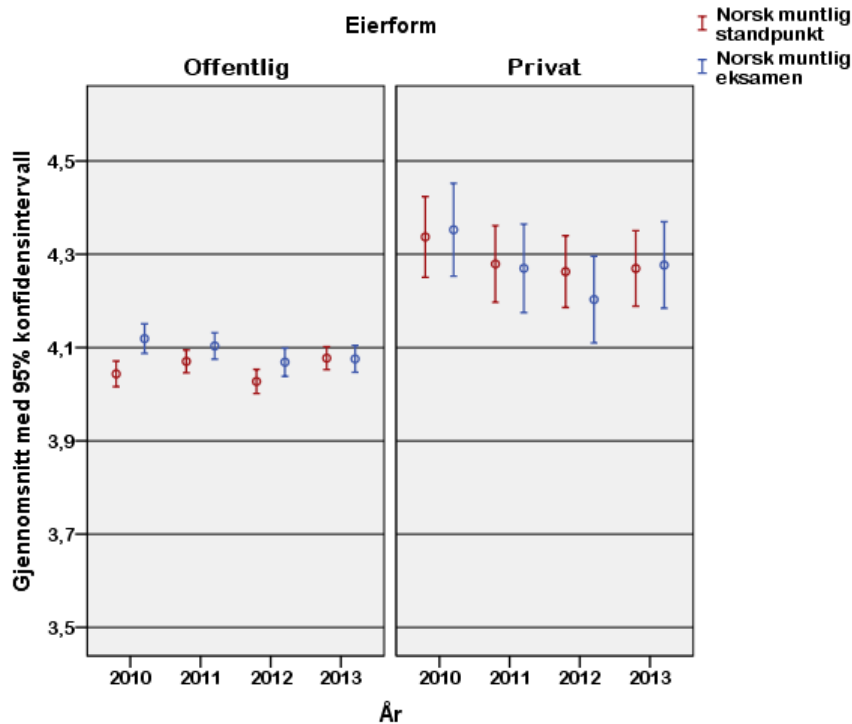 Eierform
Norsk muntlig
standpunkt
Norsk muntlig
eksamen
Offentlig
Privat
Gjennomsnitt med 95% konfidensintervall
4,5
4,3
4,1
3,9
3,7
3,5
2010
2011
2012
2013
2010
2011
2012
2013
År